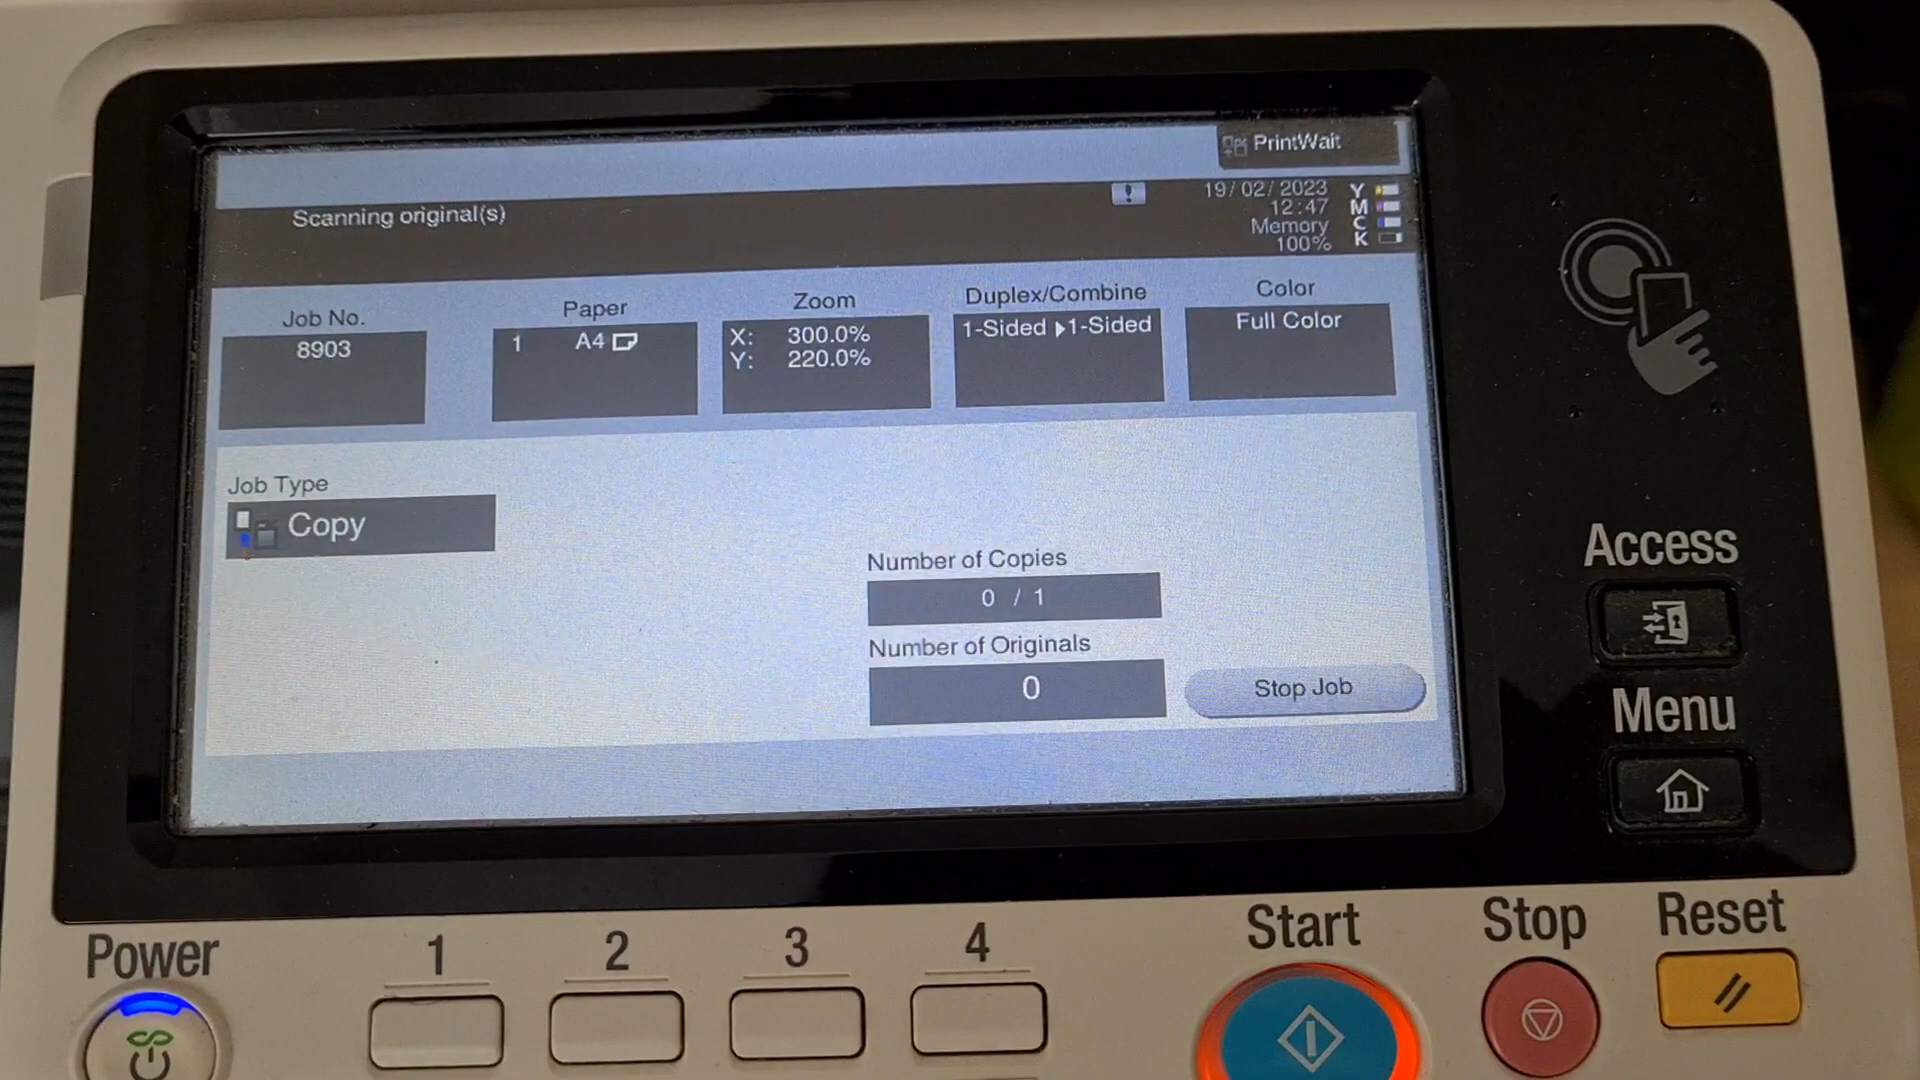 PrintWait
Scanning original(s)
19/02/2023
12:47
Memory
100%
Y
M
C
K
Job No.
8903
Paper
1 A4
Zoom
X: 300.0%
Y: 220.0%
Duplex/Combine
1-Sided ▶1-Sided
Color
Full Color
Job Type
Copy
Number of Copies
0 / 1
Number of Originals
0
Stop Job
Access
Menu
Power
1
2
3
4
Start
Stop
Reset